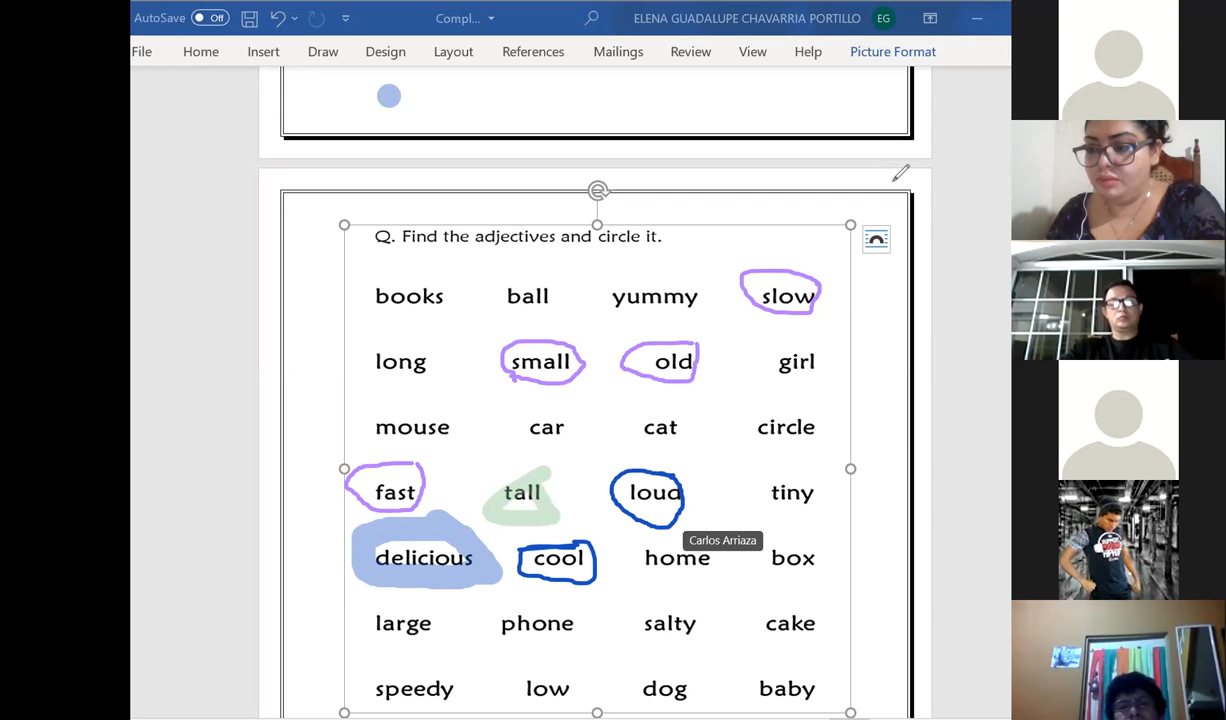 AutoSave Off Compl... ELENA GUADALUPE CHAVARRIA PORTILLO EG
File Home Insert Draw Design Layout References Mailings Review View Help Picture Format
Q. Find the adjectives and circle it.
books ball yummy slow
long small old girl
mouse car cat circle
fast tall loud tiny
Carlos Arriaza
delicious cool home box
large phone salty cake
speedy low dog baby